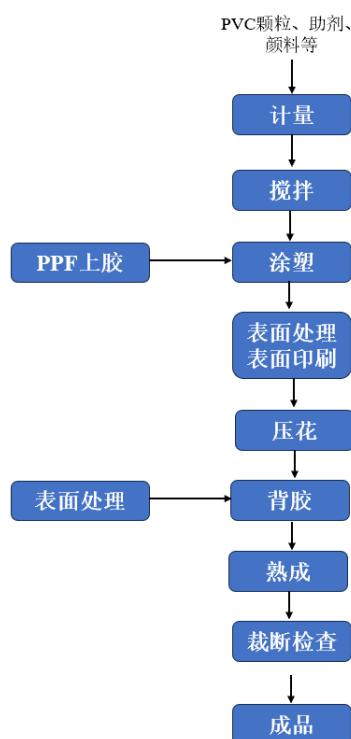 PVC颗粒、助剂、
颜料等
计量
搅拌
PPF上胶
涂塑
表面处理
表面印刷
压花
表面处理
背胶
熟成
裁断检查
成品